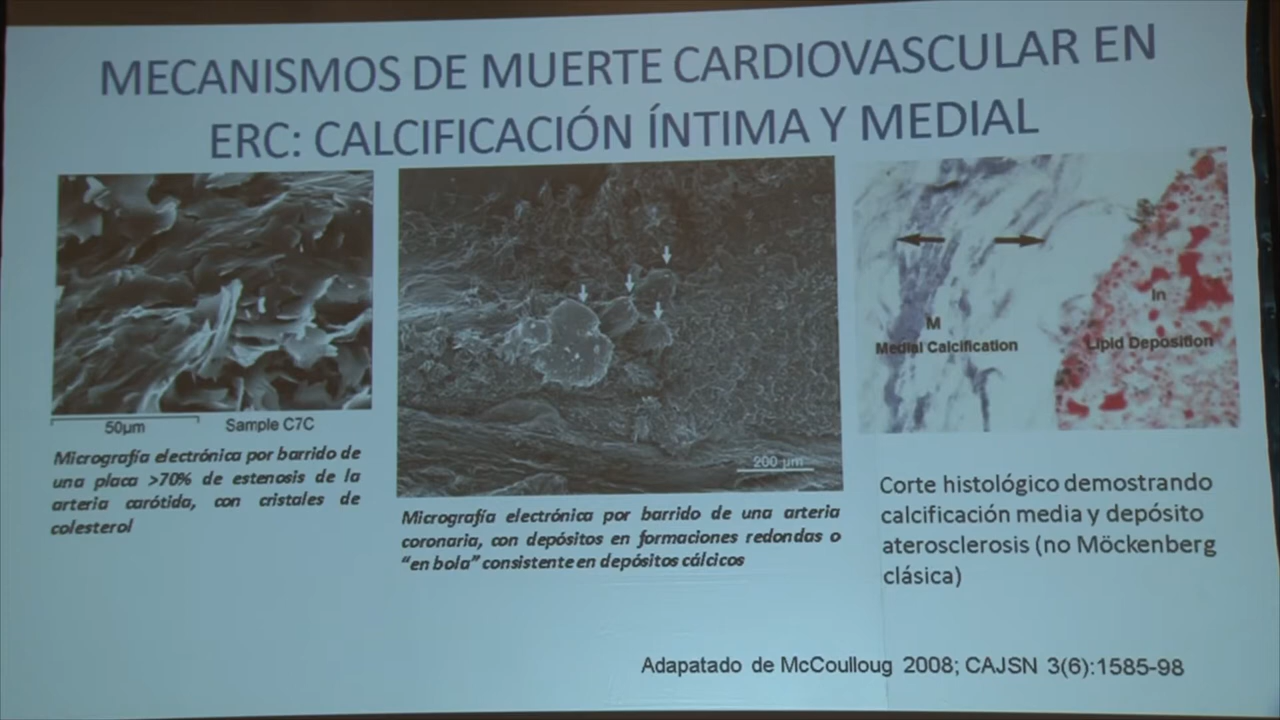 MECANISMOS DE MUERTE CARDIOVASCULAR EN
ERC: CALCIFICACIÓN ÍNTIMA Y MEDIAL
50µm Sample C7C
Micrografía electrónica por barrido de
una placa >70% de estenosis de la
arteria carótida, con cristales de
colesterol
200 µm
Micrografía electrónica por barrido de una arteria
coronaria, con depósitos en formaciones redondas o
“en bola” consistente en depósitos cálcicos
M
Medial Calcification
In
Lipid Deposition
Corte histológico demostrando
calcificación media y depósito
aterosclerosis (no Möckenberg
clásica)
Adapatado de McCoulloug 2008; CAJSN 3(6):1585-98